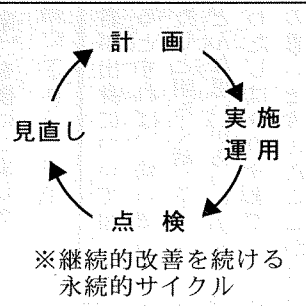 計 画
実 施
運 用
点 検
見直し
※継続的改善を続ける
永続的サイクル